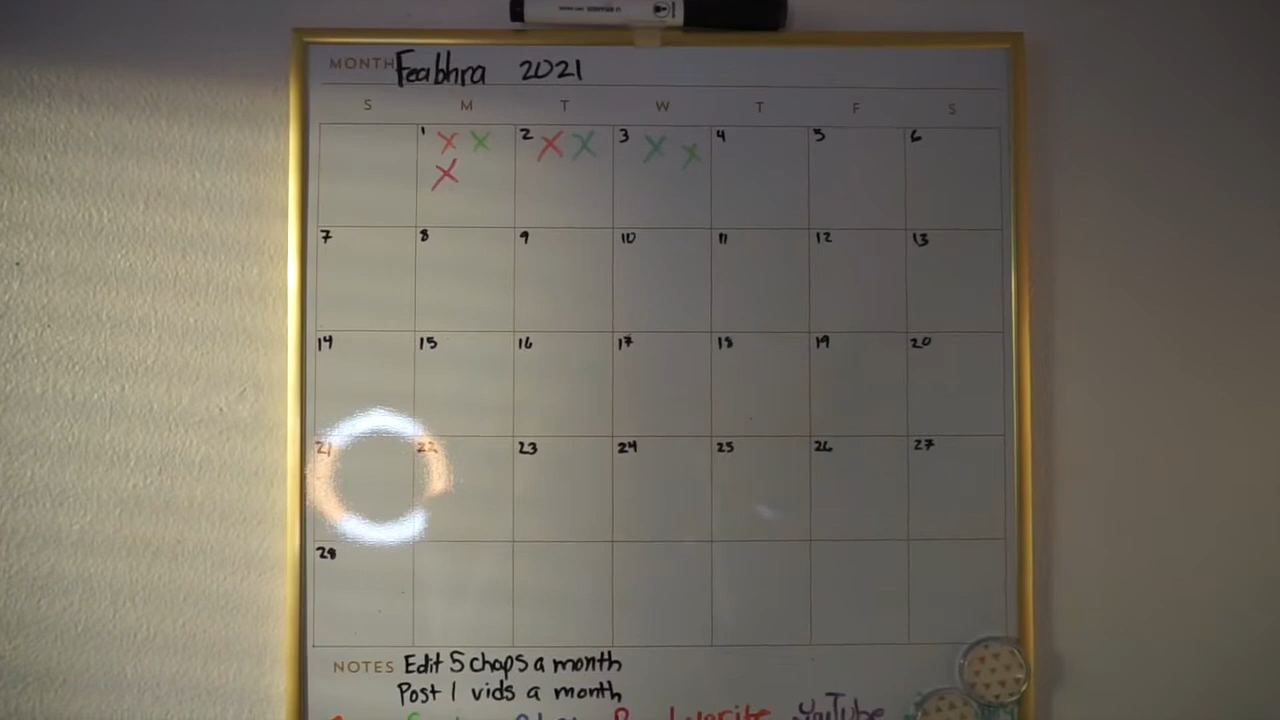 MONTH Feabhra 2021
S M T W T F S
1 2 3 4 5 6
7 8 9 10 11 12 13
14 15 16 17 18 19 20
21 22 23 24 25 26 27
28
NOTES Edit 5 chaps a month
Post 1 vids a month
YouTube